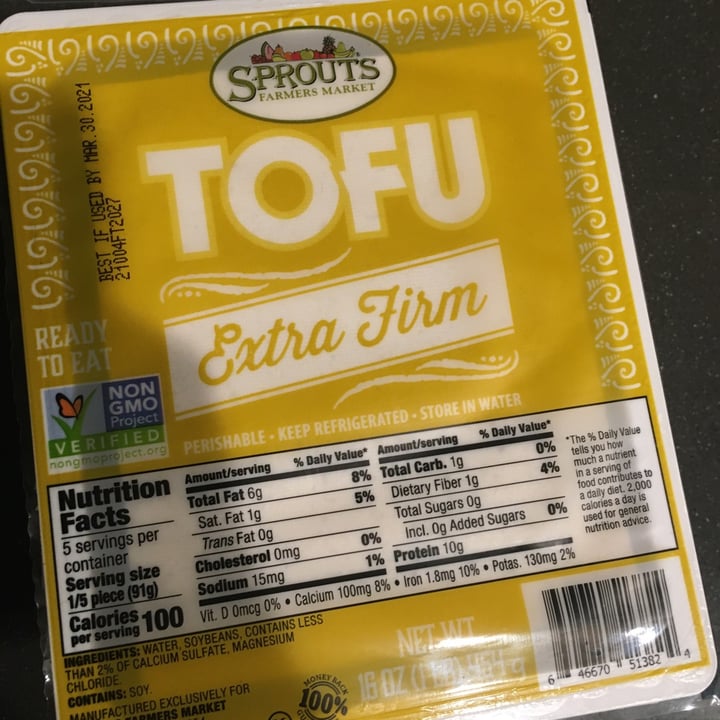 SPROUTS
FARMERS MARKET
BEST IF USED BY MAR.30.2021
21004FT2027
TOFU
Extra Firm
READY
TO EAT
NON
GMO
Project
VERIFIED
nongmoproject.org
PERISHABLE • KEEP REFRIGERATED • STORE IN WATER
Nutrition
Facts
5 servings per
container
Serving size
1/5 piece (91g)
Calories
per serving 100
Amount/serving % Daily Value*
Total Fat 6g 8%
Sat. Fat 1g 5%
Trans Fat 0g
Cholesterol 0mg 0%
Sodium 15mg 1%
Amount/serving % Daily Value*
Total Carb. 1g 0%
Dietary Fiber 1g 4%
Total Sugars 0g
Incl. 0g Added Sugars 0%
Protein 10g
Vit. D 0mcg 0% • Calcium 100mg 8% • Iron 1.8mg 10% • Potas. 130mg 2%
*The % Daily Value
tells you how
much a nutrient
in a serving of
food contributes to
a daily diet. 2,000
calories a day is
used for general
nutrition advice.
INGREDIENTS: WATER, SOYBEANS, CONTAINS LESS
THAN 2% OF CALCIUM SULFATE, MAGNESIUM
CHLORIDE.
CONTAINS: SOY.
MANUFACTURED EXCLUSIVELY FOR
FARMERS MARKET
MONEY BACK
100%
NET WT
16 OZ (1 LB) 454 g
6 46670 51382 4